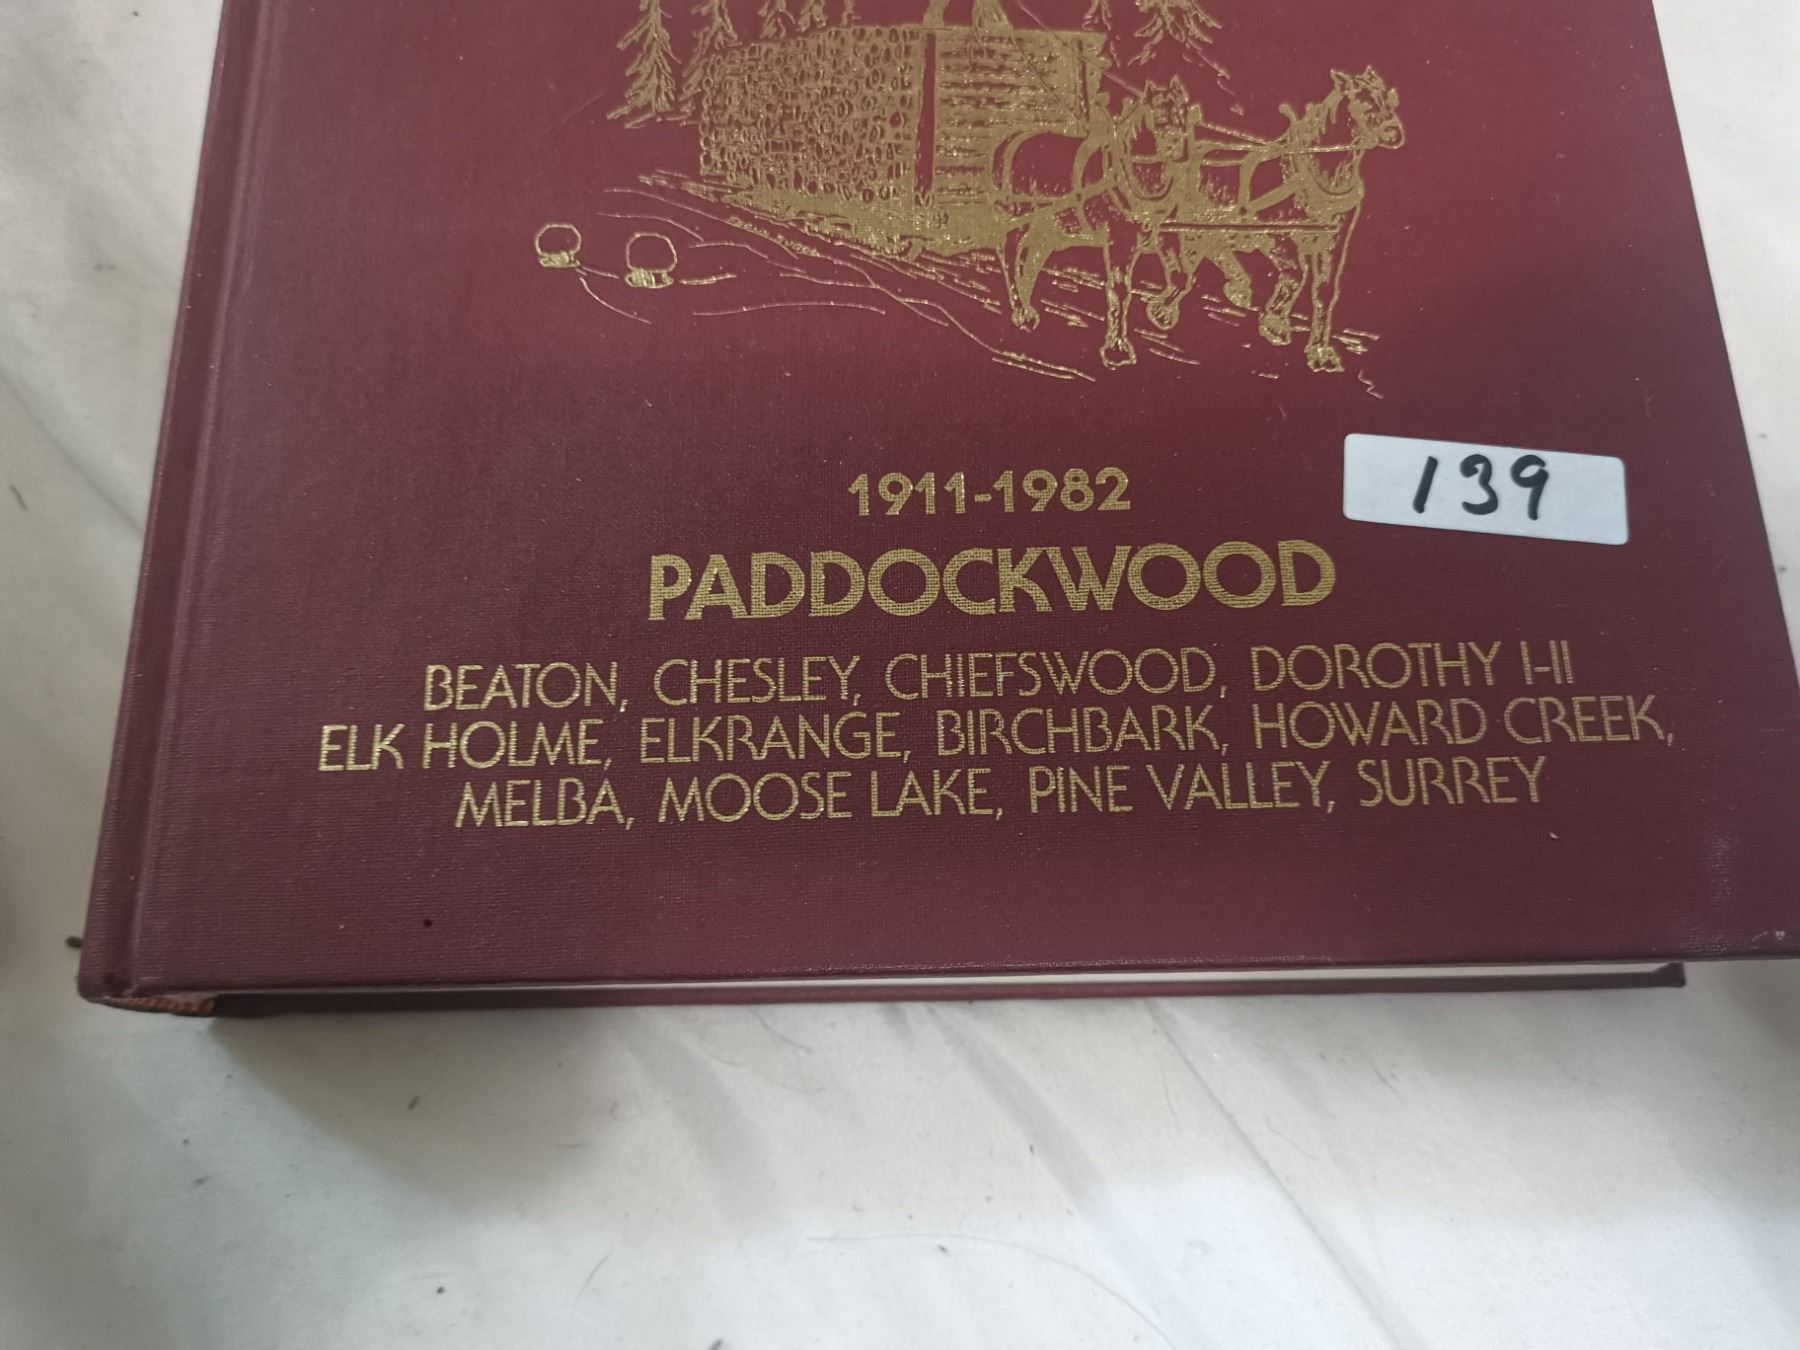 139
1911-1982
PADDOCKWOOD
BEATON, CHESLEY, CHIEFSWOOD, DOROTHY I-II
ELK HOLME, ELKRANGE, BIRCHBARK, HOWARD CREEK,
MELBA, MOOSE LAKE, PINE VALLEY, SURREY